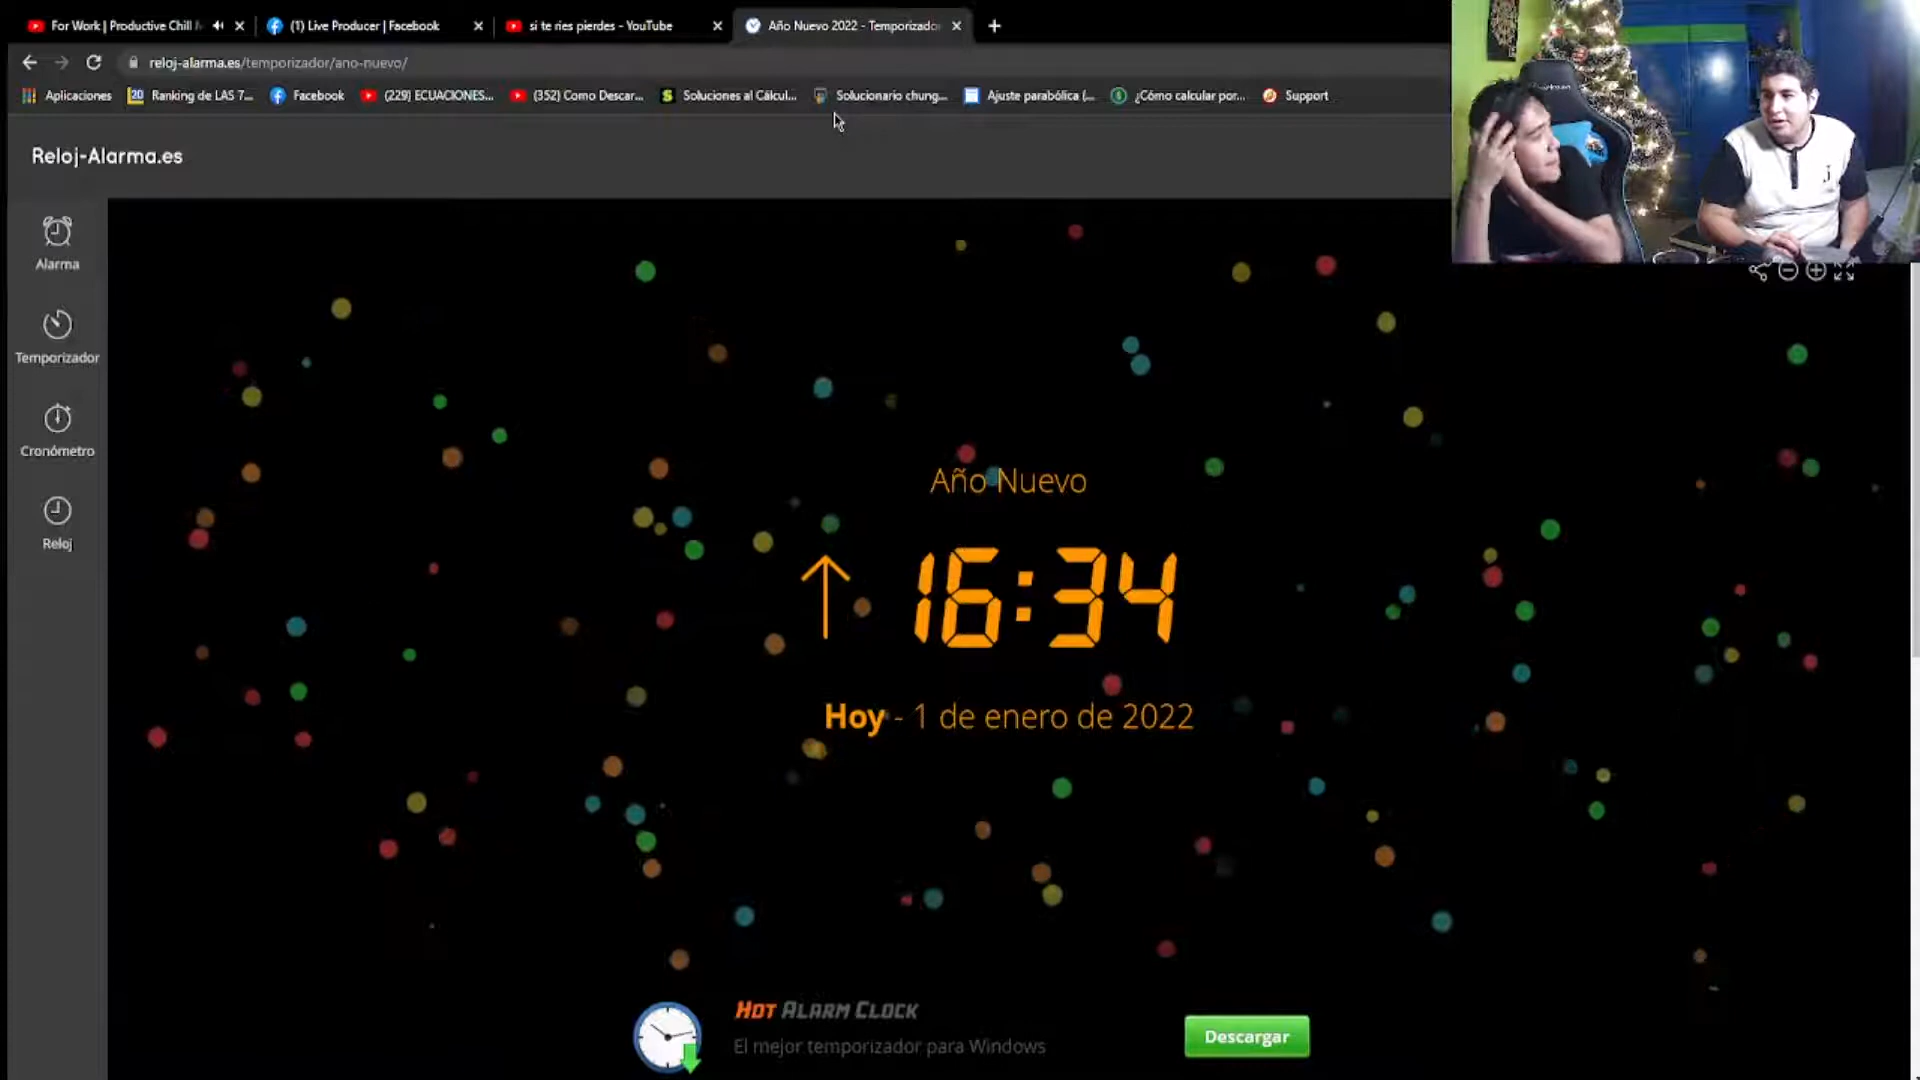 For Work | Productive Chill
(1) Live Producer | Facebook
si te ries pierdes - YouTube
Año Nuevo 2022 - Temporizador
reloj-alarma.es/temporizador/ano-nuevo/
Aplicaciones
Ranking de LAS 7...
Facebook
(229) ECUACIONES...
(352) Como Descar...
Soluciones al Cálcul...
Solucionario chung...
Ajuste parabólica (...
¿Cómo calcular por...
Support
Reloj-Alarma.es
Alarma
Temporizador
Cronómetro
Reloj
Año Nuevo
16:34
Hoy - 1 de enero de 2022
HOT ALARM CLOCK
El mejor temporizador para Windows
Descargar